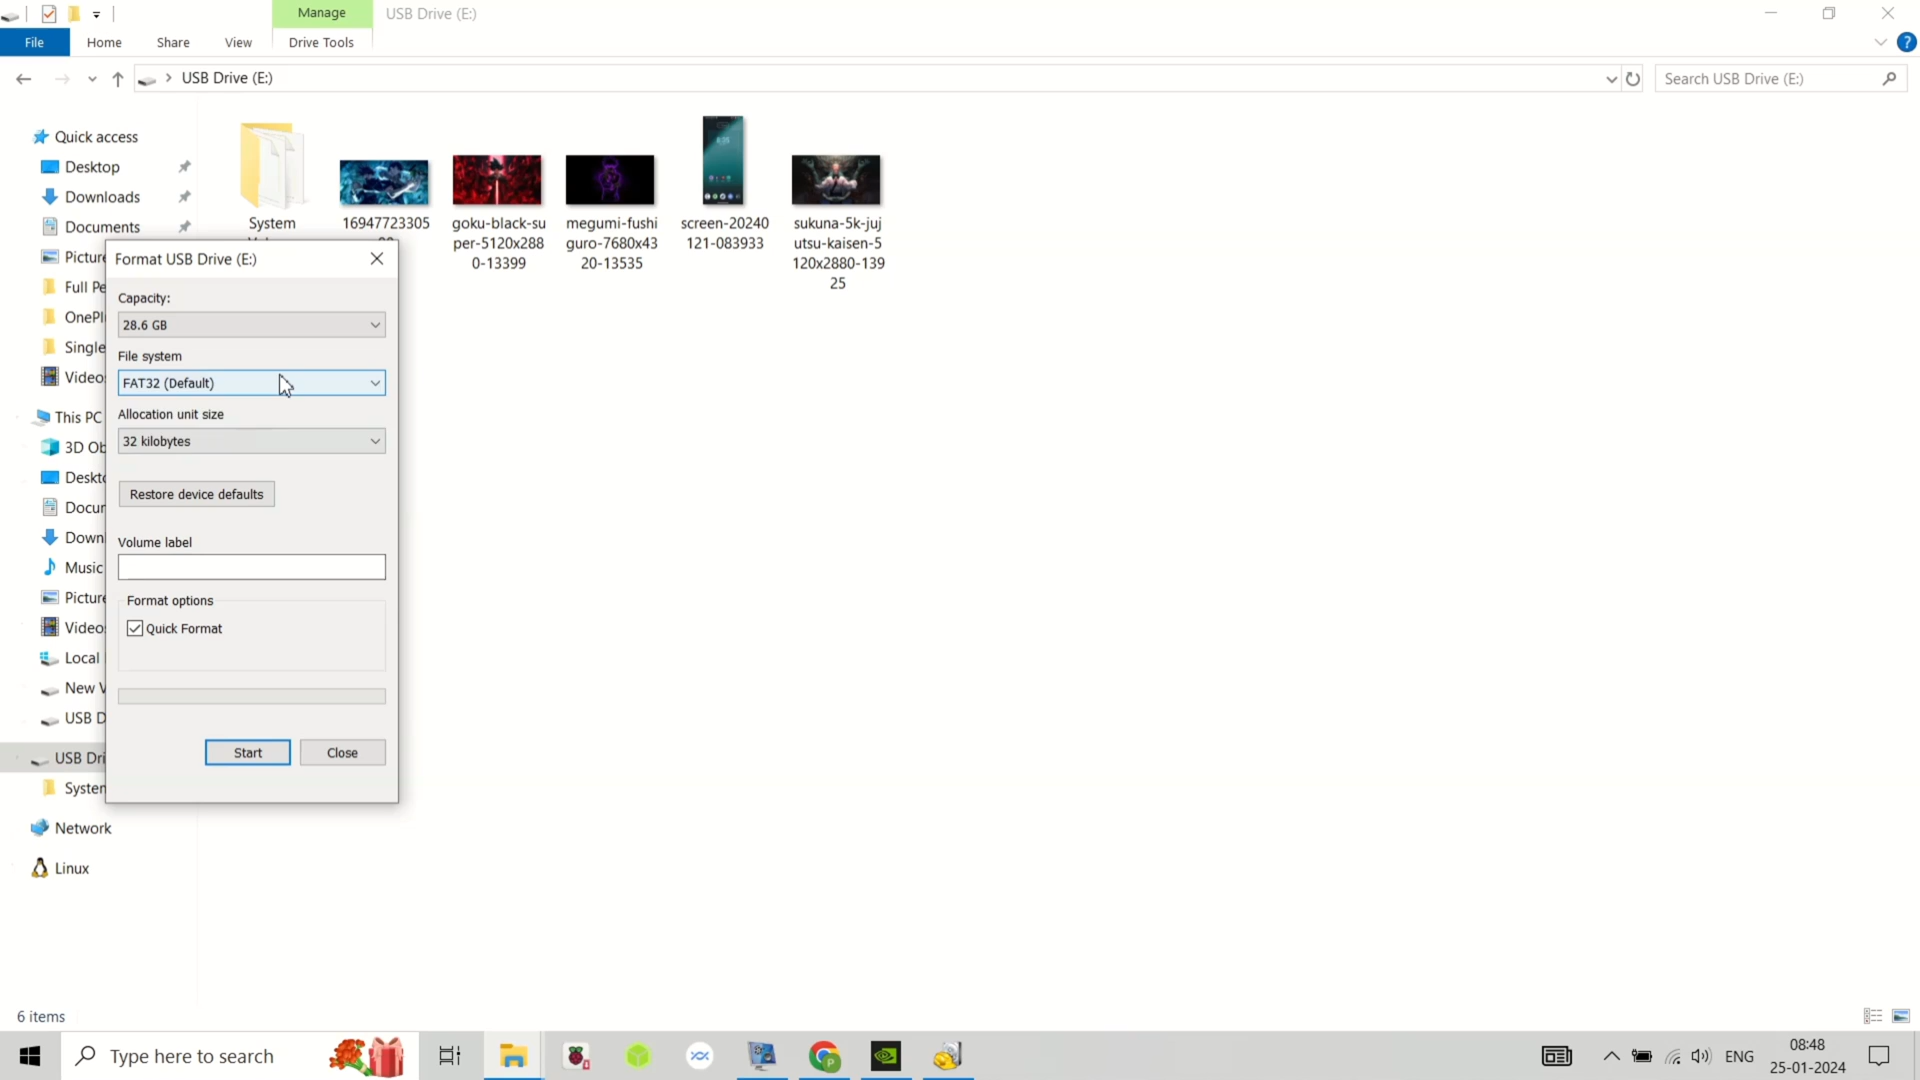 Manage
USB Drive (E:)
File
Home
Share
View
Drive Tools
USB Drive (E:)
Search USB Drive (E:)
Quick access
Desktop
Downloads
Documents
Picture
Full Pe
OnePl
Single
Video
This PC
3D Ob
Deskt
Docur
Down
Music
Picture
Video
Local
New V
USB D
USB Dri
System
Network
Linux
System
16947723305
goku-black-su
per-5120x288
0-13399
megumi-fushi
guro-7680x43
20-13535
screen-20240
121-083933
sukuna-5k-juj
utsu-kaisen-5
120x2880-139
25
Format USB Drive (E:)
Capacity:
28.6 GB
File system
FAT32 (Default)
Allocation unit size
32 kilobytes
Restore device defaults
Volume label
Format options
Quick Format
Start
Close
6 items
Type here to search
ENG
08:48
25-01-2024